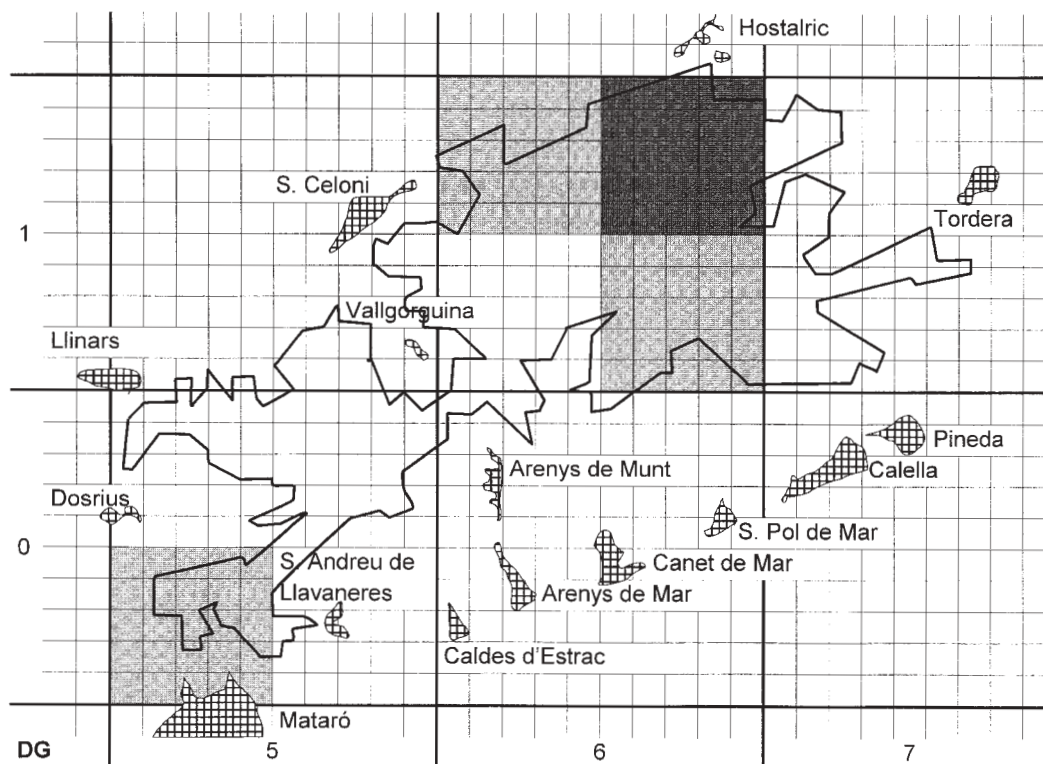 Hostalric
S. Celoni
Tordera
1
Vallgorguina
Llinars
Pineda
Arenys de Munt
Calella
Dosrius
S. Pol de Mar
0
S. Andreu de
Llavaneres
Canet de Mar
Arenys de Mar
Caldes d'Estrac
Mataró
DG
5
6
7